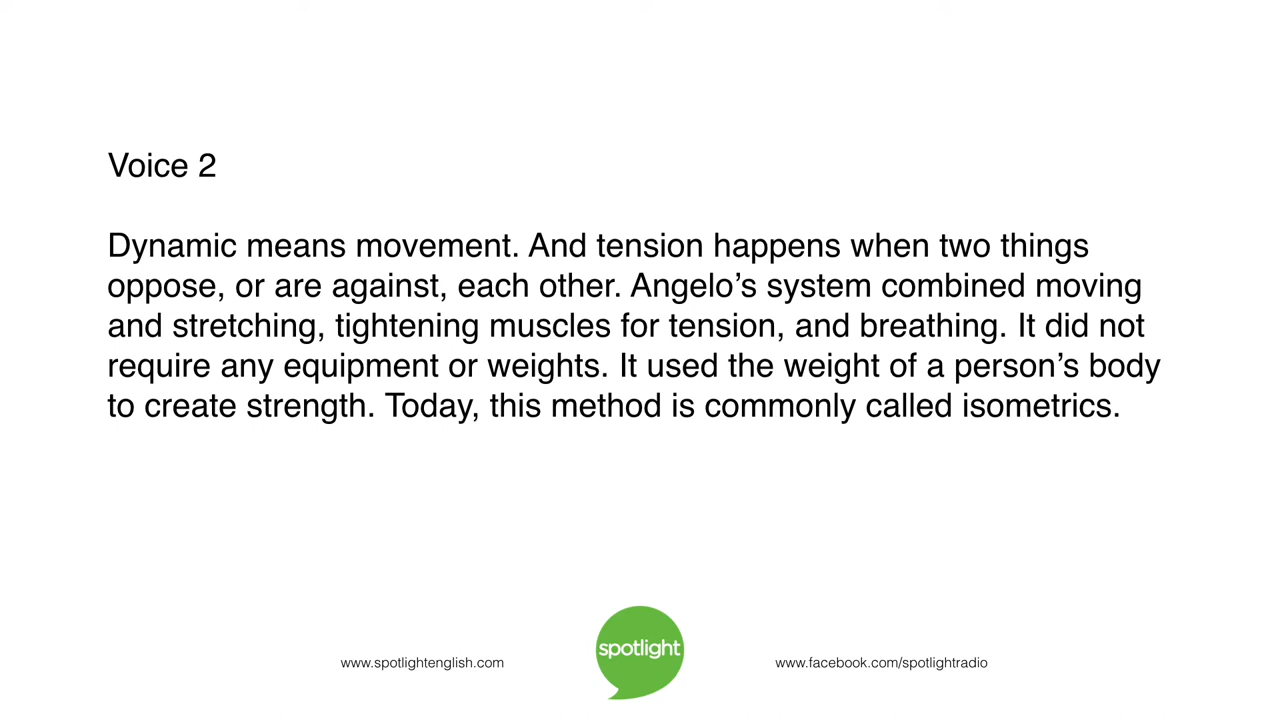 Voice 2
Dynamic means movement. And tension happens when two things
oppose, or are against, each other. Angelo’s system combined moving
and stretching, tightening muscles for tension, and breathing. It did not
require any equipment or weights. It used the weight of a person’s body
to create strength. Today, this method is commonly called isometrics.
spotlight
www.spotlightenglish.com
www.facebook.com/spotlightradio